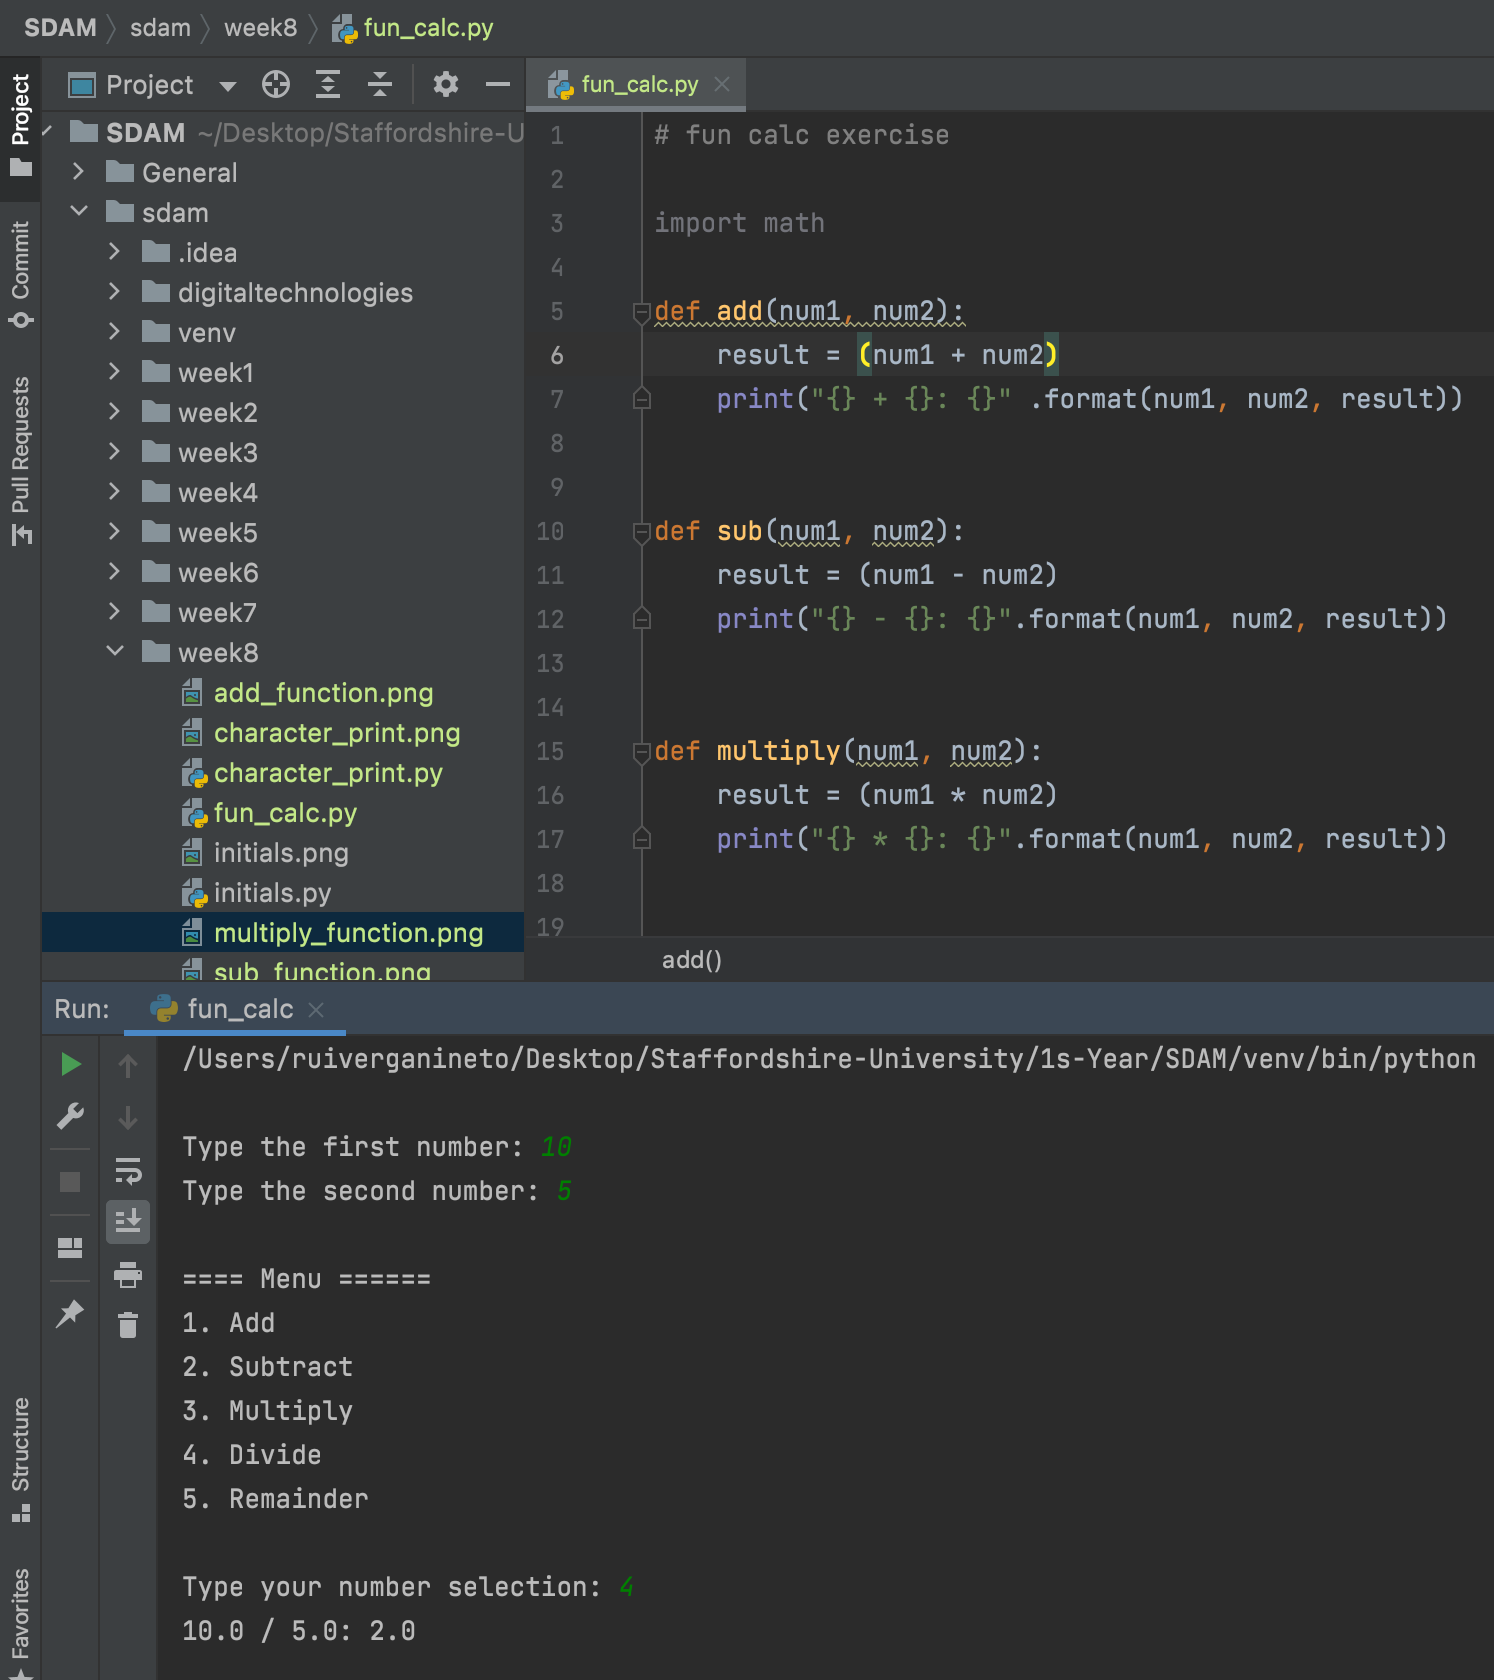 SDAM sdam week8 fun_calc.py
Project
Commit
Pull Requests
Structure
Favorites
Project
SDAM ~/Desktop/Staffordshire-U
General
sdam
.idea
digitaltechnologies
venv
week1
week2
week3
week4
week5
week6
week7
week8
add_function.png
character_print.png
character_print.py
fun_calc.py
initials.png
initials.py
multiply_function.png
sub_function.png
fun_calc.py
1 # fun calc exercise
2
3 import math
4
5 def add(num1, num2):
6 result = (num1 + num2)
7 print("{} + {}: {}" .format(num1, num2, result))
8
9
10 def sub(num1, num2):
11 result = (num1 - num2)
12 print("{} - {}: {}".format(num1, num2, result))
13
14
15 def multiply(num1, num2):
16 result = (num1 * num2)
17 print("{} * {}: {}".format(num1, num2, result))
18
19
add()
Run: fun_calc
/Users/ruiverganineto/Desktop/Staffordshire-University/1s-Year/SDAM/venv/bin/python
Type the first number: 10
Type the second number: 5
==== Menu ======
1. Add
2. Subtract
3. Multiply
4. Divide
5. Remainder
Type your number selection: 4
10.0 / 5.0: 2.0